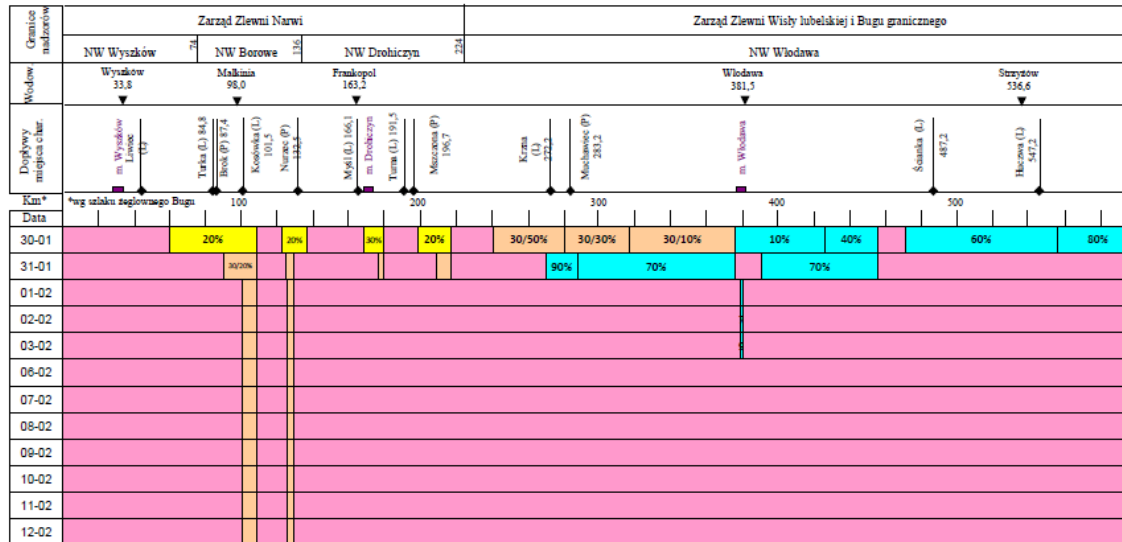 Granice nadzorów
Zarząd Zlewni Narwi
Zarząd Zlewni Wisły lubelskiej i Bugu granicznego
NW Wyszków
74
NW Borowe
136
NW Drohiczyn
224
NW Włodawa
Wodow.
Wyszków
33,8
Małkinia
98,0
Frankopol
163,2
Włodawa
381,5
Strzyżów
536,6
Dopływy
miejsca char.
m. Wyszków
Liwiec
(L)
Turka (L) 84,8
Brok (P) 87,4
Kosówka (L)
101,5
Nurzec (P)
132,5
Myśl (L) 166,1
m. Drohiczyn
Turna (L) 191,5
Mszczona (P)
196,7
Krzna
(L)
272,2
Muchawiec (P)
283,2
m. Włodawa
Ścianka (L)
487,2
Huczwa (L)
547,2
Km*
*wg szlaku żeglownego Bugu
100
200
300
400
500
Data
30-01
20%
20%
30%
20%
30/50%
30/30%
30/10%
10%
40%
60%
80%
31-01
30/20%
90%
70%
70%
01-02
02-02
03-02
06-02
07-02
08-02
09-02
10-02
11-02
12-02